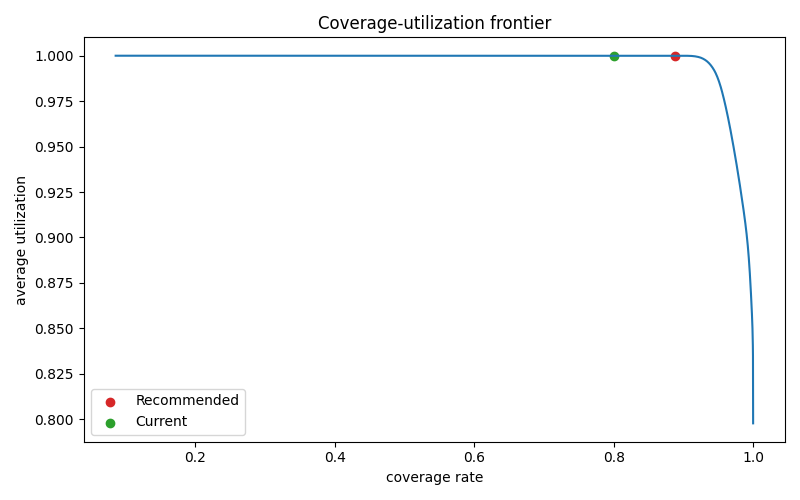 Coverage-utilization frontier
average utilization
1.000
0.975
0.950
0.925
0.900
0.875
0.850
0.825
0.800
Recommended
Current
0.2 0.4 0.6 0.8 1.0
coverage rate